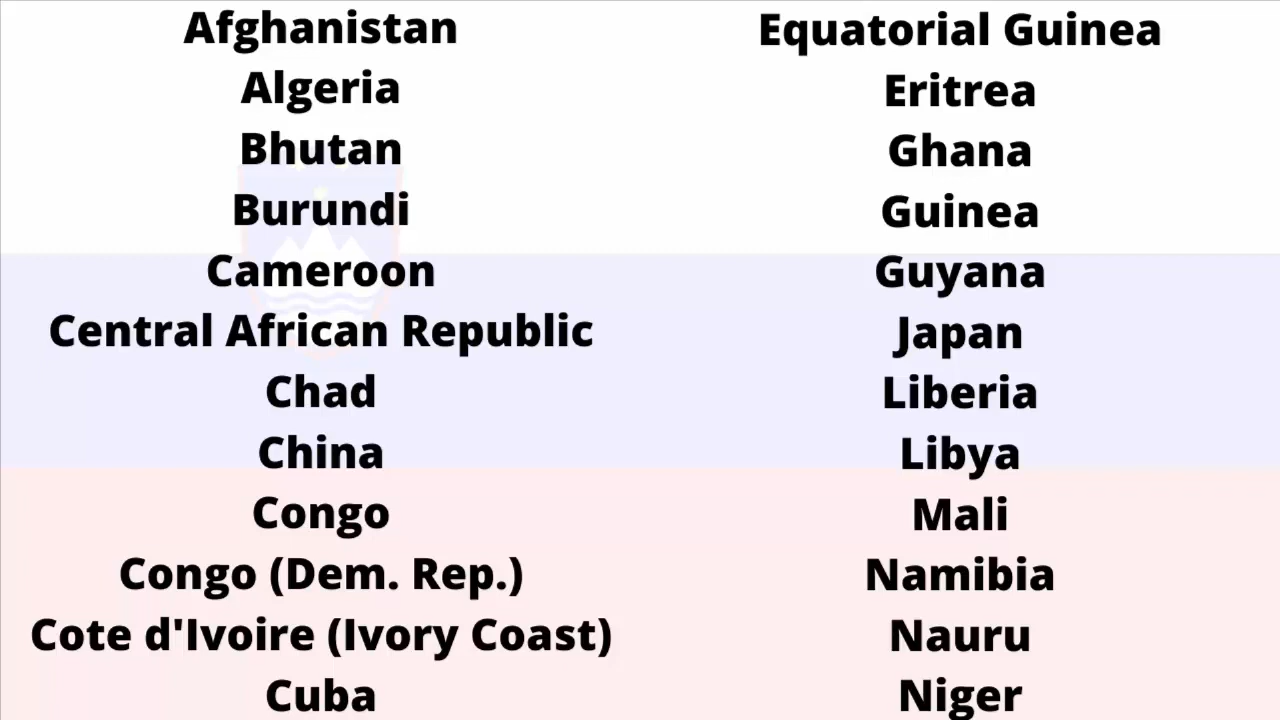 Afghanistan
Algeria
Bhutan
Burundi
Cameroon
Central African Republic
Chad
China
Congo
Congo (Dem. Rep.)
Cote d'Ivoire (Ivory Coast)
Cuba
Equatorial Guinea
Eritrea
Ghana
Guinea
Guyana
Japan
Liberia
Libya
Mali
Namibia
Nauru
Niger